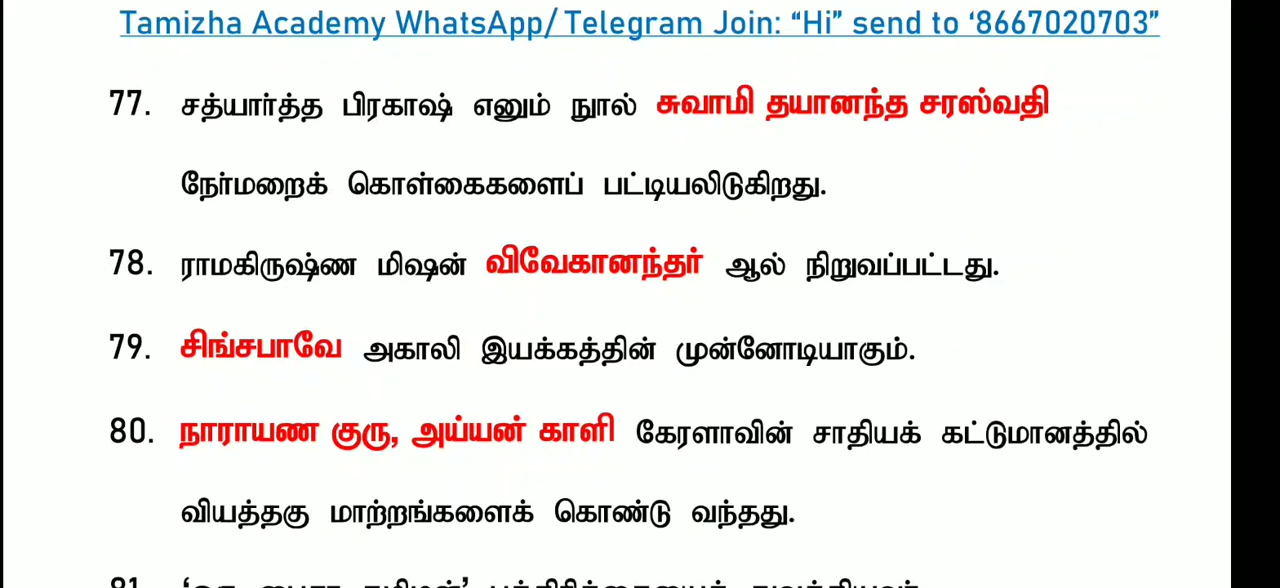 Tamizha Academy WhatsApp/ Telegram Join: “Hi” send to ‘8667020703”
77. சத்யார்த்த பிரகாஷ் எனும் நூல் சுவாமி தயானந்த சரஸ்வதி
நேர்மறைக் கொள்கைகளைப் பட்டியலிடுகிறது.
78. ராமகிருஷ்ண மிஷன் விவேகானந்தர் ஆல் நிறுவப்பட்டது.
79. சிங்சபாவே அகாலி இயக்கத்தின் முன்னோடியாகும்.
80. நாராயண குரு, அய்யன் காளி கேரளாவின் சாதியக் கட்டுமானத்தில்
வியத்தகு மாற்றங்களைக் கொண்டு வந்தது.
81.